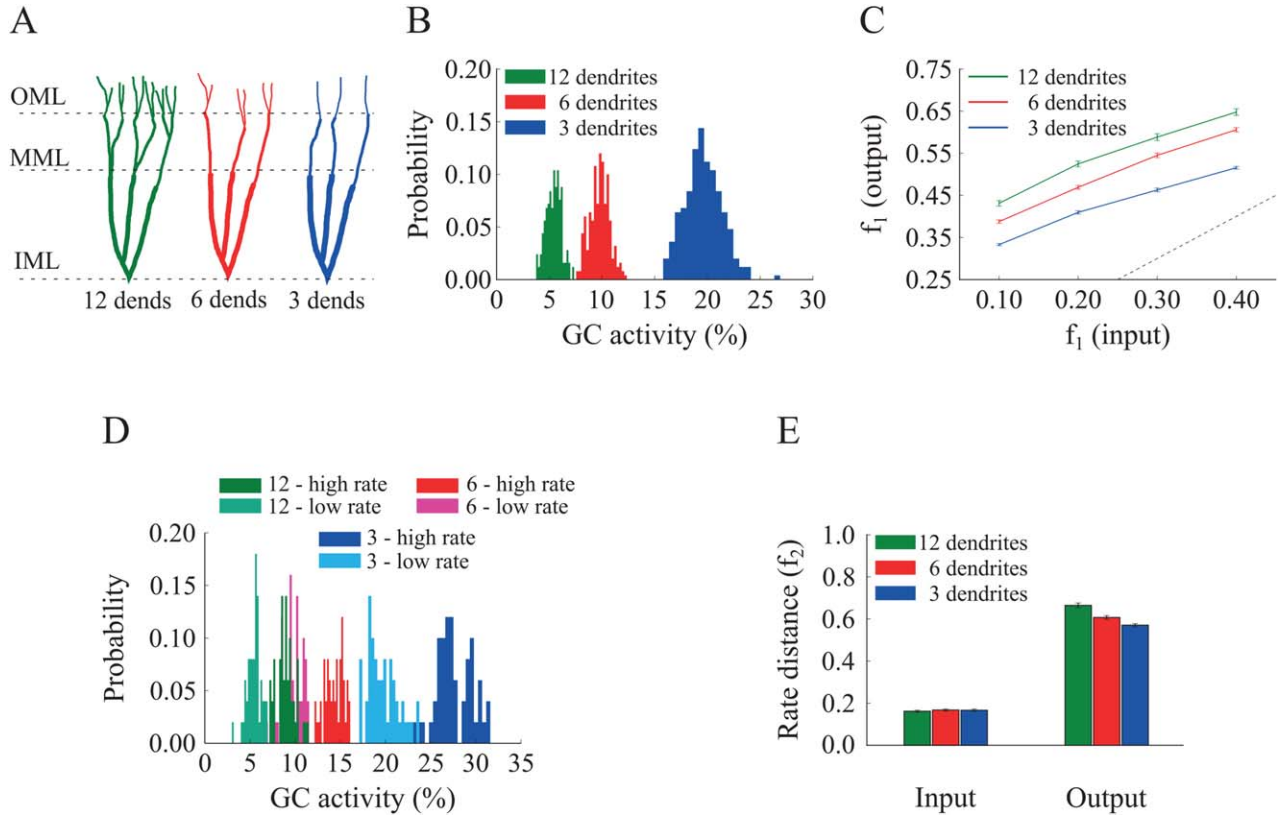 A
OML
MML
IML
12 dends
6 dends
3 dends
B
Probability
0.20
0.15
0.10
0.05
0.00
12 dendrites
6 dendrites
3 dendrites
0 5 10 15 20 25 30
GC activity (%)
C
f1 (output)
0.75
0.65
0.55
0.45
0.35
0.25
12 dendrites
6 dendrites
3 dendrites
0.10 0.20 0.30 0.40
f1 (input)
D
12 - high rate
12 - low rate
6 - high rate
6 - low rate
3 - high rate
3 - low rate
Probability
0.20
0.15
0.10
0.05
0.00
0 5 10 15 20 25 30 35
GC activity (%)
E
Rate distance (f2)
1.0
0.8
0.6
0.4
0.2
0.0
12 dendrites
6 dendrites
3 dendrites
Input Output